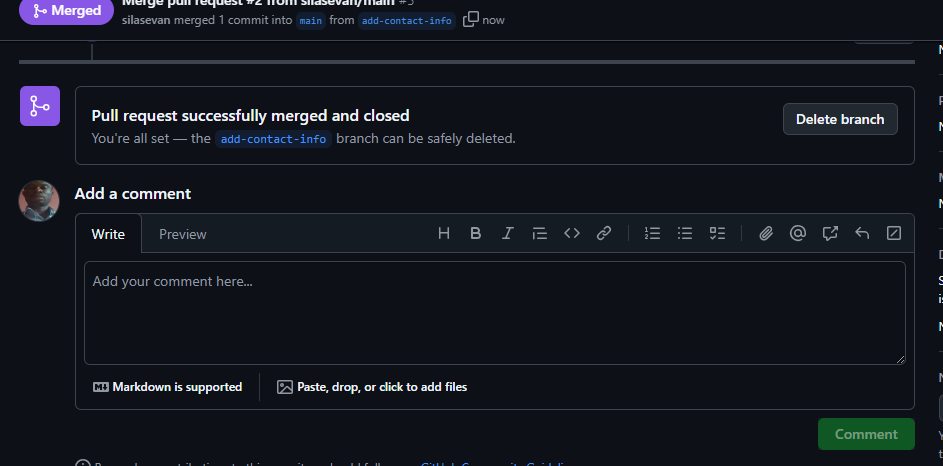 Merged
Merge pull request #2 from silasevan/main #3
silasevan merged 1 commit into main from add-contact-info now
Pull request successfully merged and closed
You're all set — the add-contact-info branch can be safely deleted.
Delete branch
Add a comment
Write
Preview
Add your comment here...
Markdown is supported
Paste, drop, or click to add files
Comment